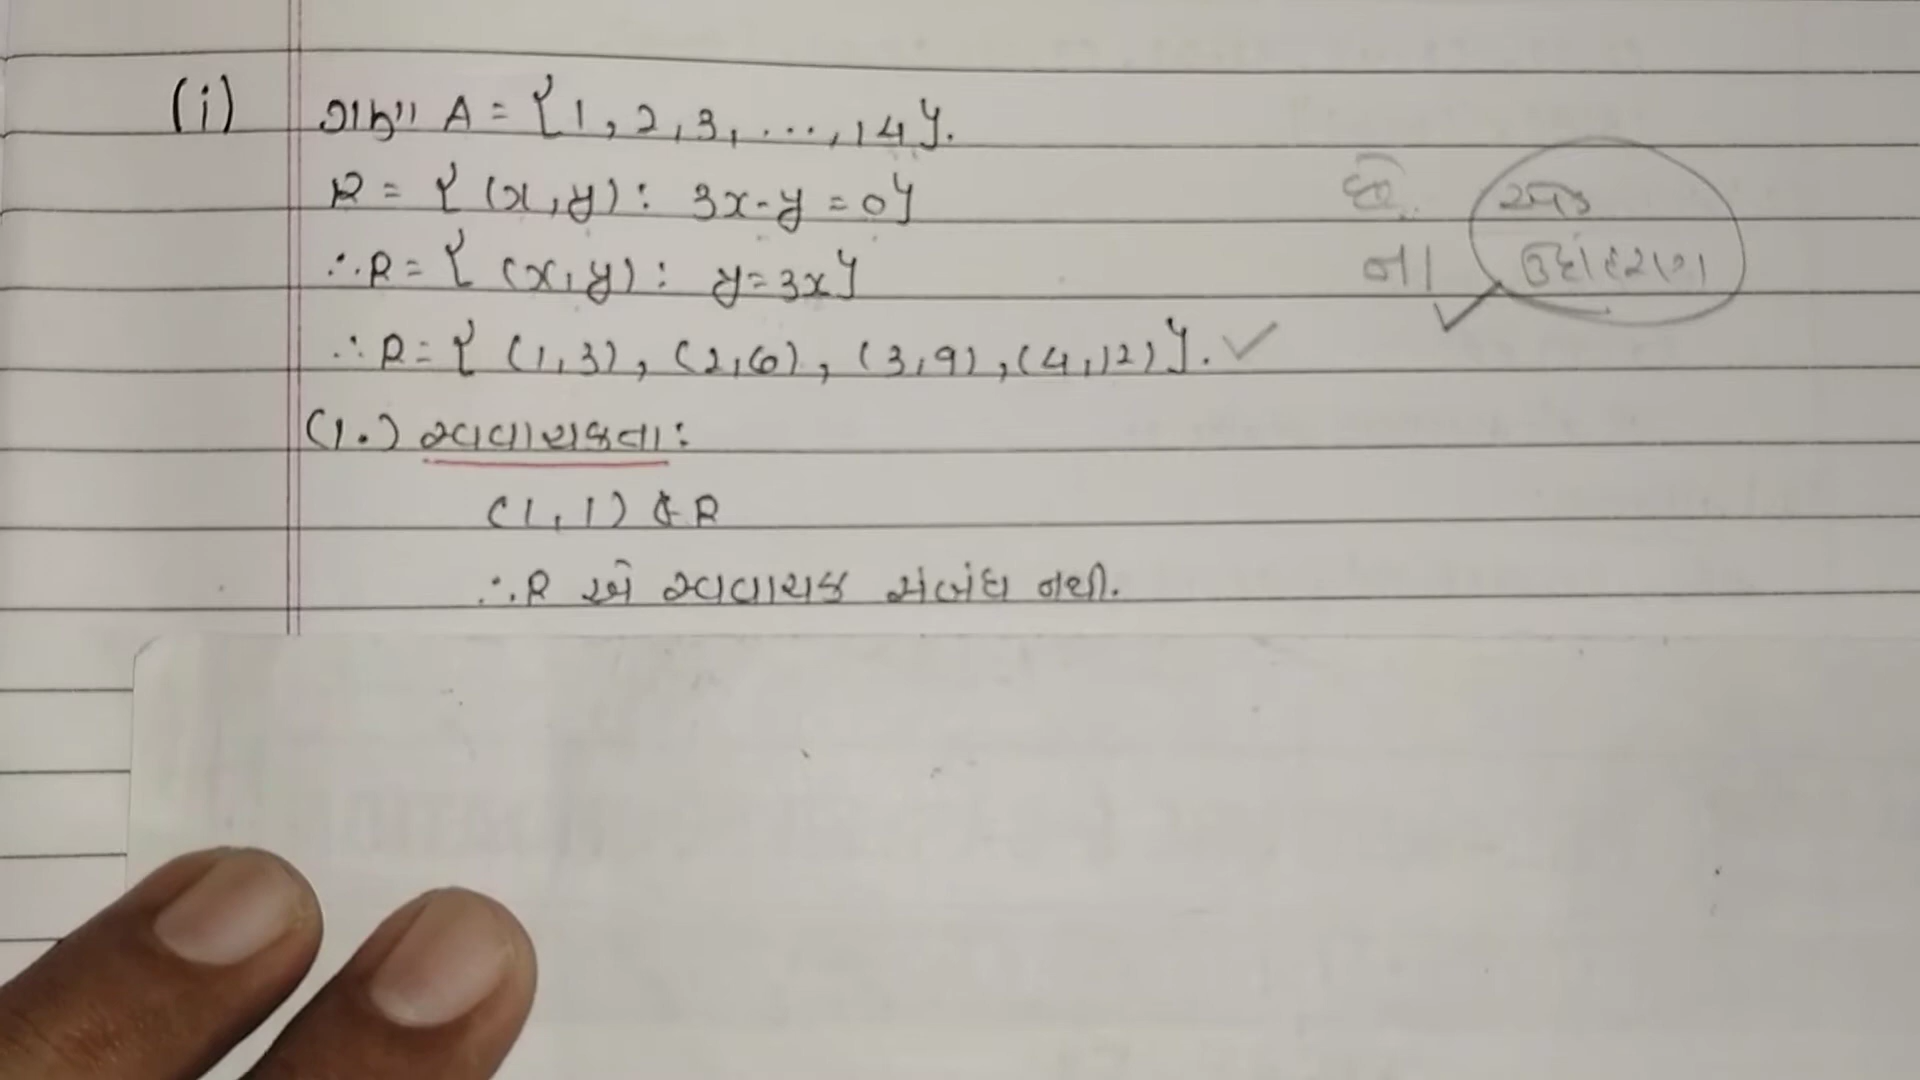 (i) ગણ A = {1, 2, 3, ..., 14}.
R = { (x, y) : 3x - y = 0}
∴ R = { (x, y) : y = 3x}
∴ R = { (1,3), (2,6), (3,9), (4,12)}. ✓
(1.) સ્વવાચકતા :
(1, 1) ∉ R
∴ R એ સ્વવાચક સંબંધ નથી.
ના ✓
ઉદાહરણ